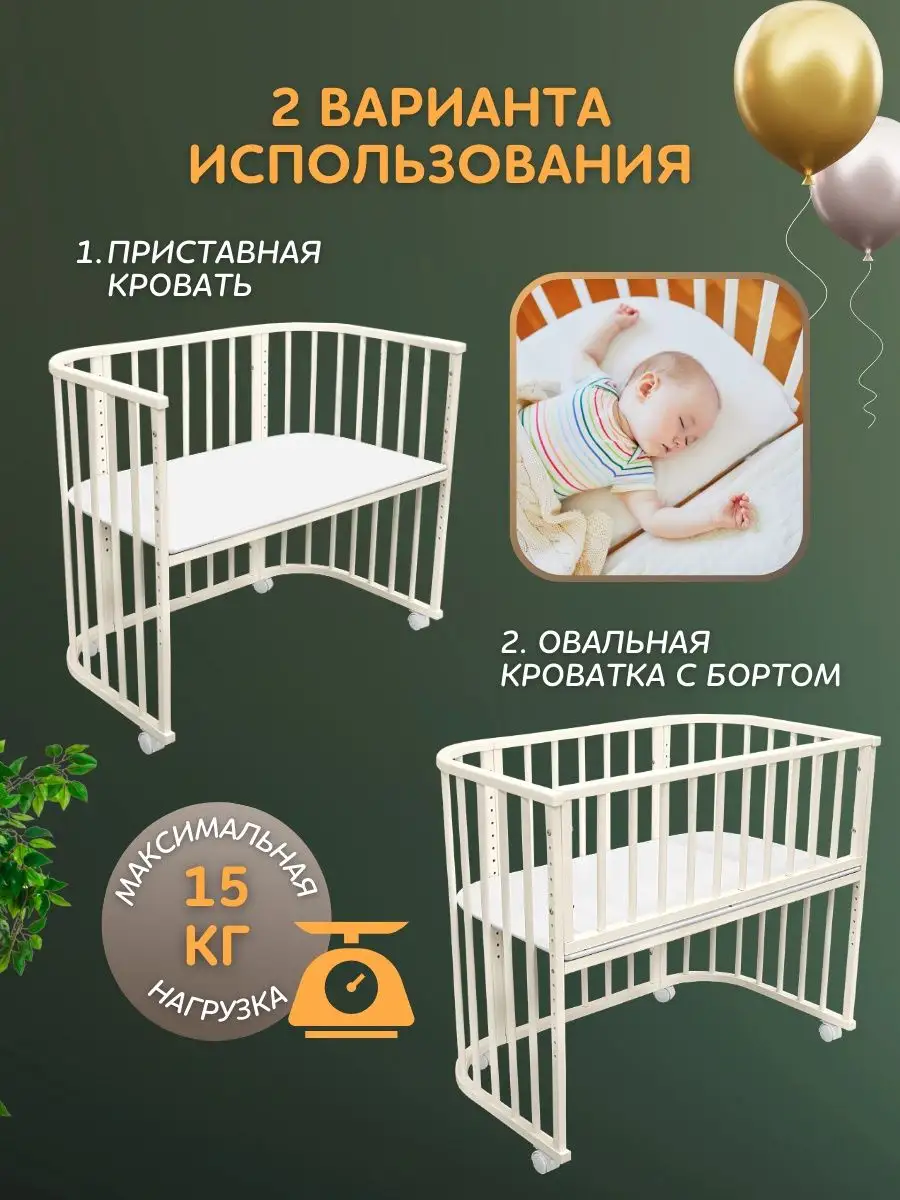 2 ВАРИАНТА
ИСПОЛЬЗОВАНИЯ
1. ПРИСТАВНАЯ
КРОВАТЬ
2. ОВАЛЬНАЯ
КРОВАТКА С БОРТОМ
МАКСИМАЛЬНАЯ
15
КГ
НАГРУЗКА